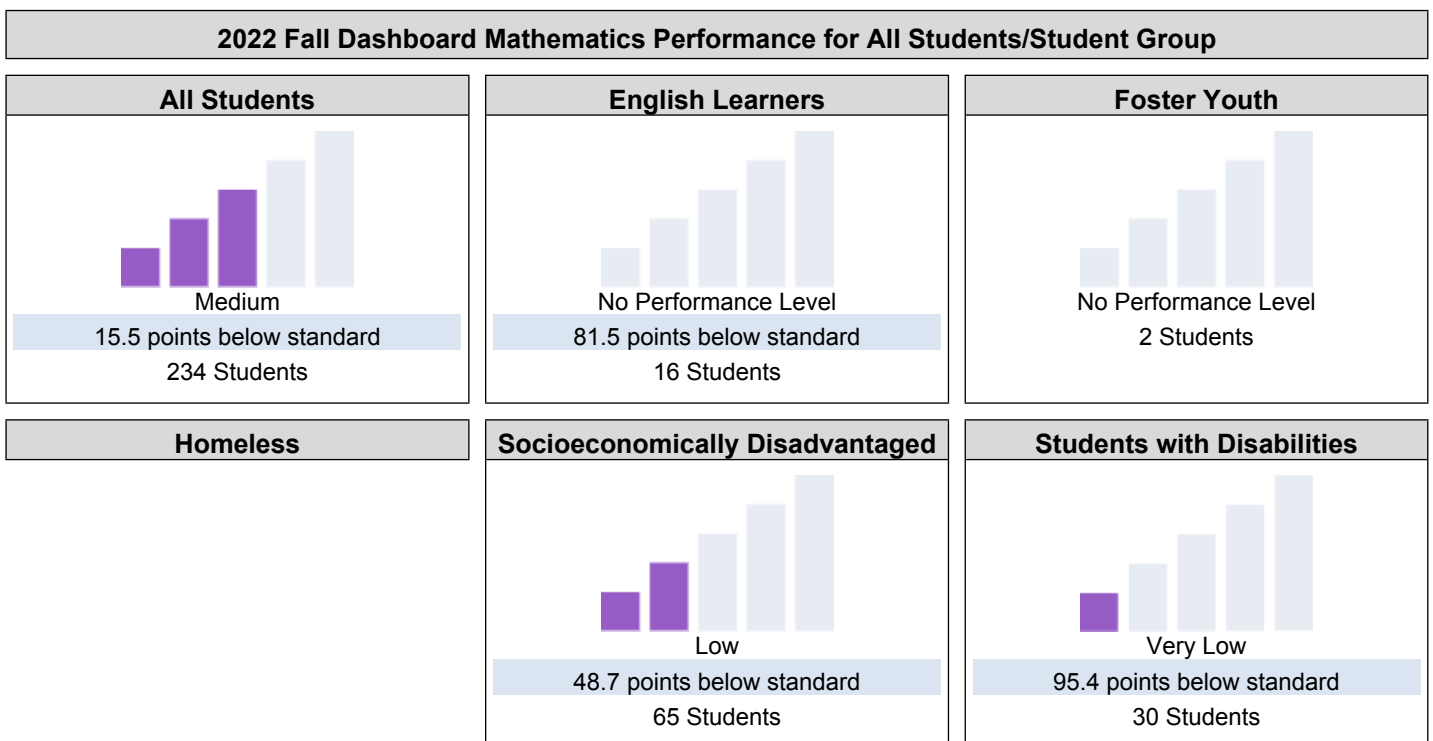 2022 Fall Dashboard Mathematics Performance for All Students/Student Group
All Students
Medium
15.5 points below standard
234 Students
English Learners
No Performance Level
81.5 points below standard
16 Students
Foster Youth
No Performance Level
2 Students
Homeless
Socioeconomically Disadvantaged
Low
48.7 points below standard
65 Students
Students with Disabilities
Very Low
95.4 points below standard
30 Students